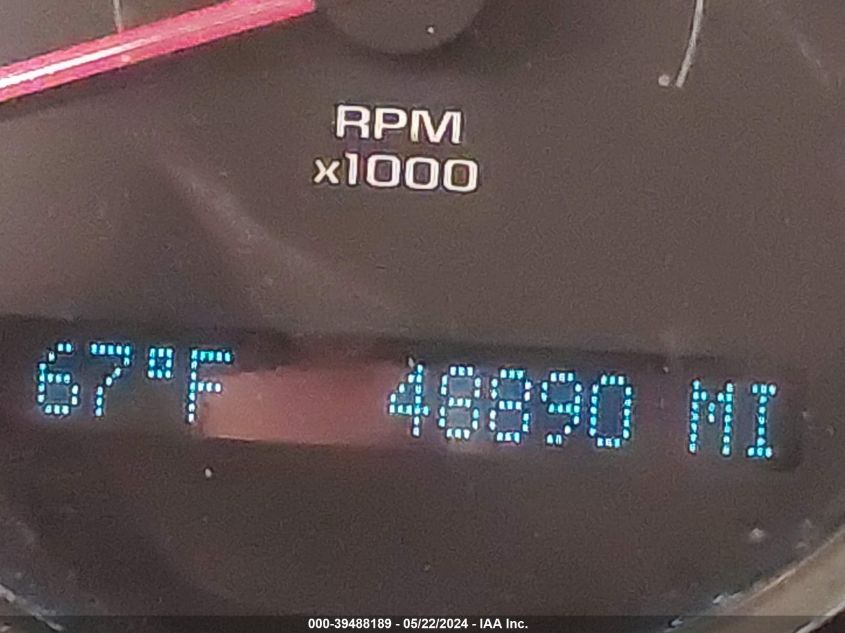 RPM
x1000
67°F 48890 MI
000-39488189 - 05/22/2024 - IAA Inc.